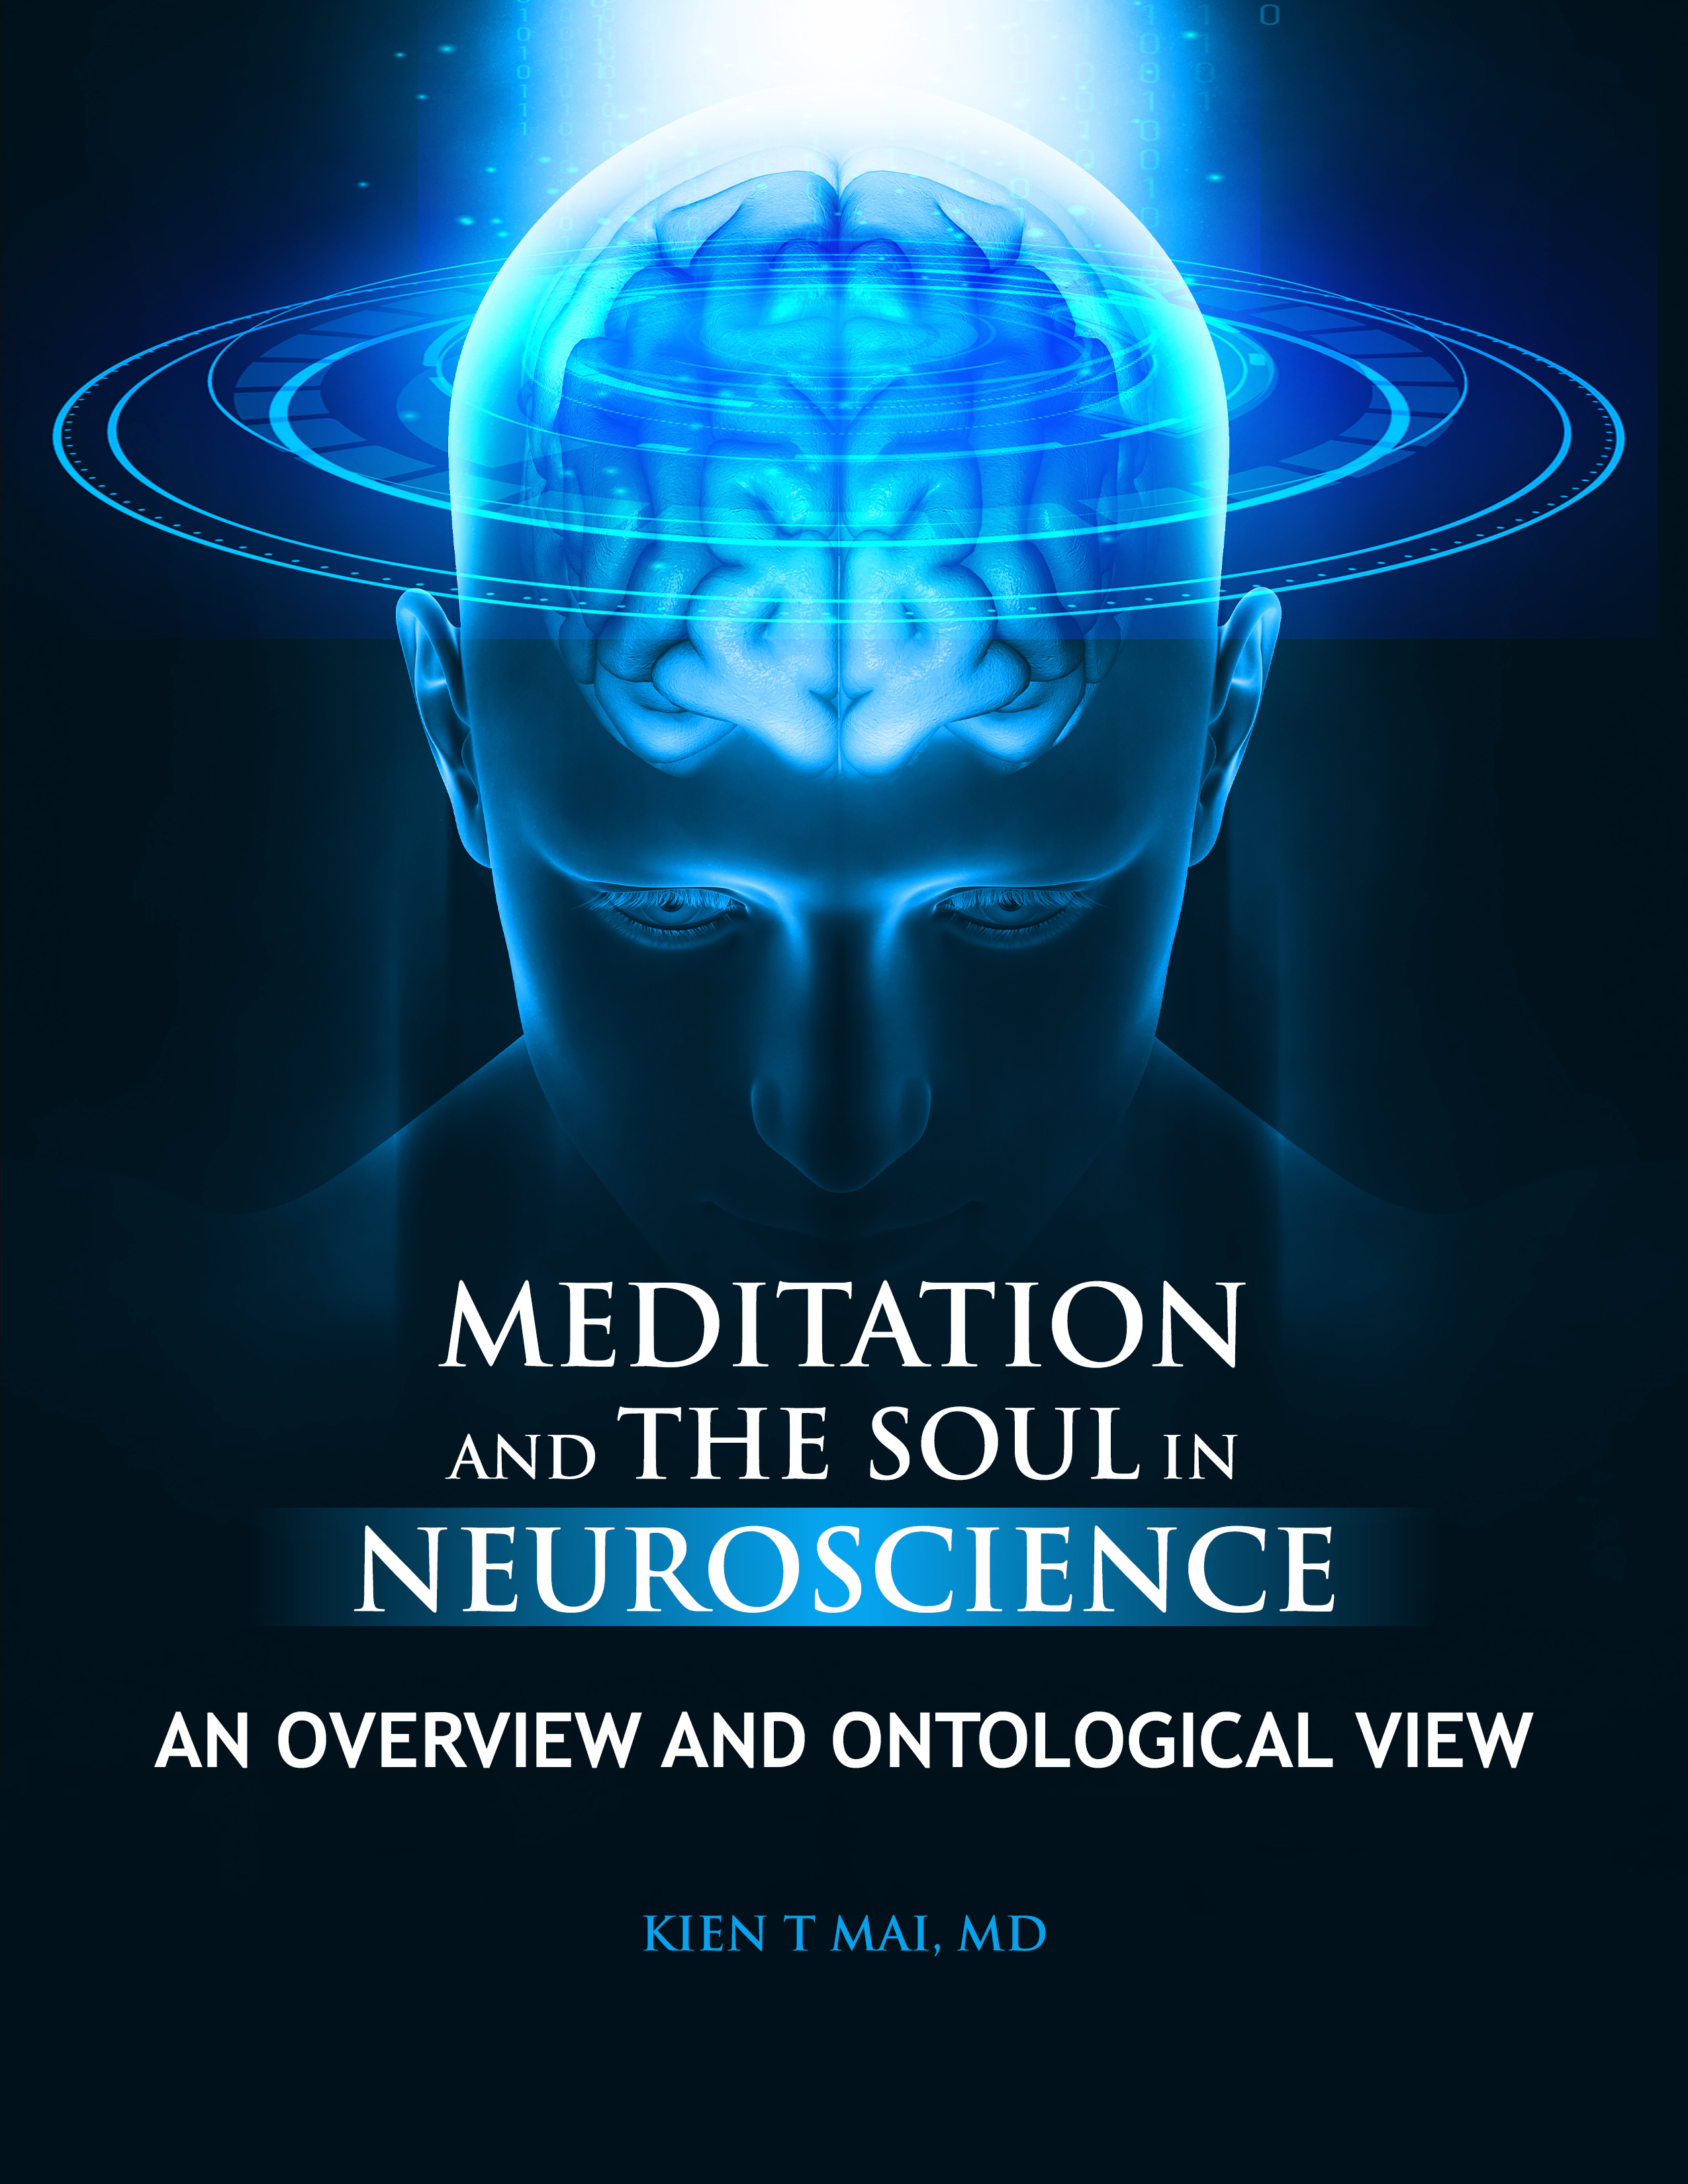 MEDITATION
AND THE SOUL IN
NEUROSCIENCE
AN OVERVIEW AND ONTOLOGICAL VIEW
KIEN T MAI, MD